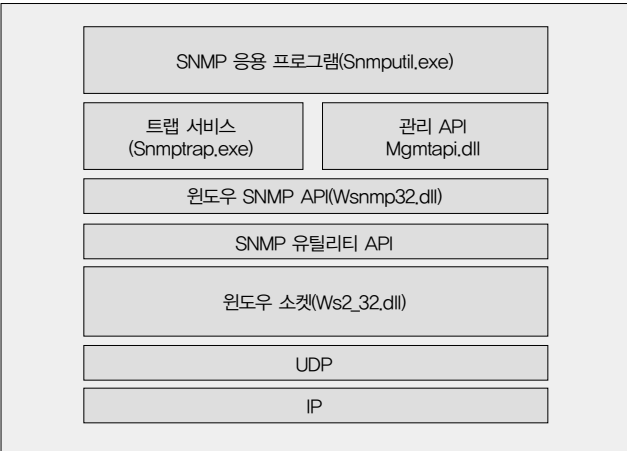 SNMP 응용 프로그램(Snmputil.exe)
트랩 서비스
(Snmptrap.exe)
관리 API
Mgmtapi.dll
윈도우 SNMP API(Wsnmp32.dll)
SNMP 유틸리티 API
윈도우 소켓(Ws2_32.dll)
UDP
IP